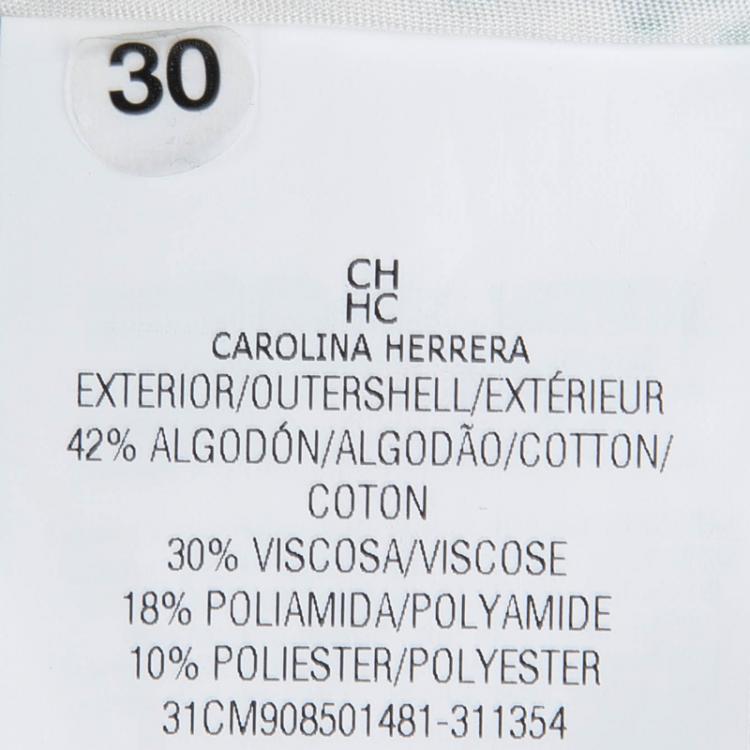 30
CH
HC
CAROLINA HERRERA
EXTERIOR/OUTERSHELL/EXTÉRIEUR
42% ALGODÓN/ALGODÃO/COTTON/
COTON
30% VISCOSA/VISCOSE
18% POLIAMIDA/POLYAMIDE
10% POLIESTER/POLYESTER
31CM908501481-311354